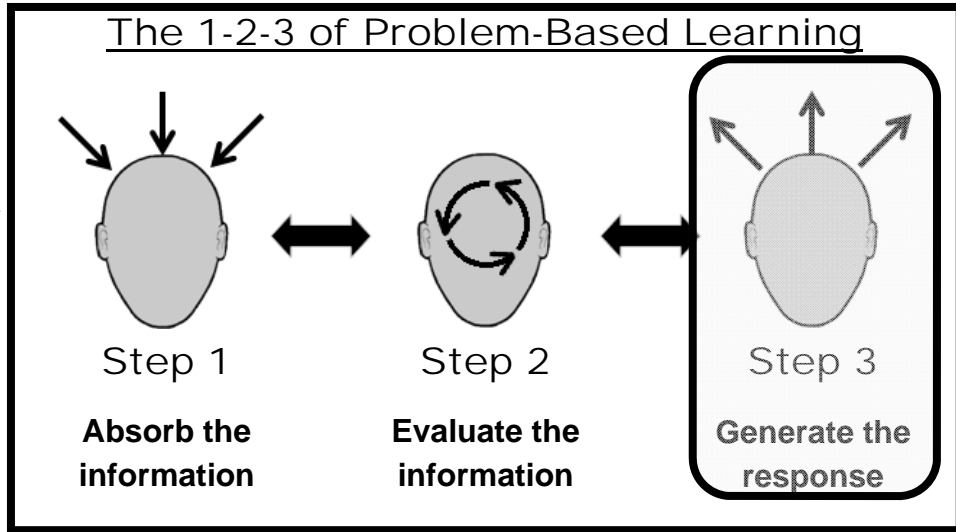 The 1-2-3 of Problem-Based Learning
Step 1
Step 2
Step 3
Absorb the
information
Evaluate the
information
Generate the
response